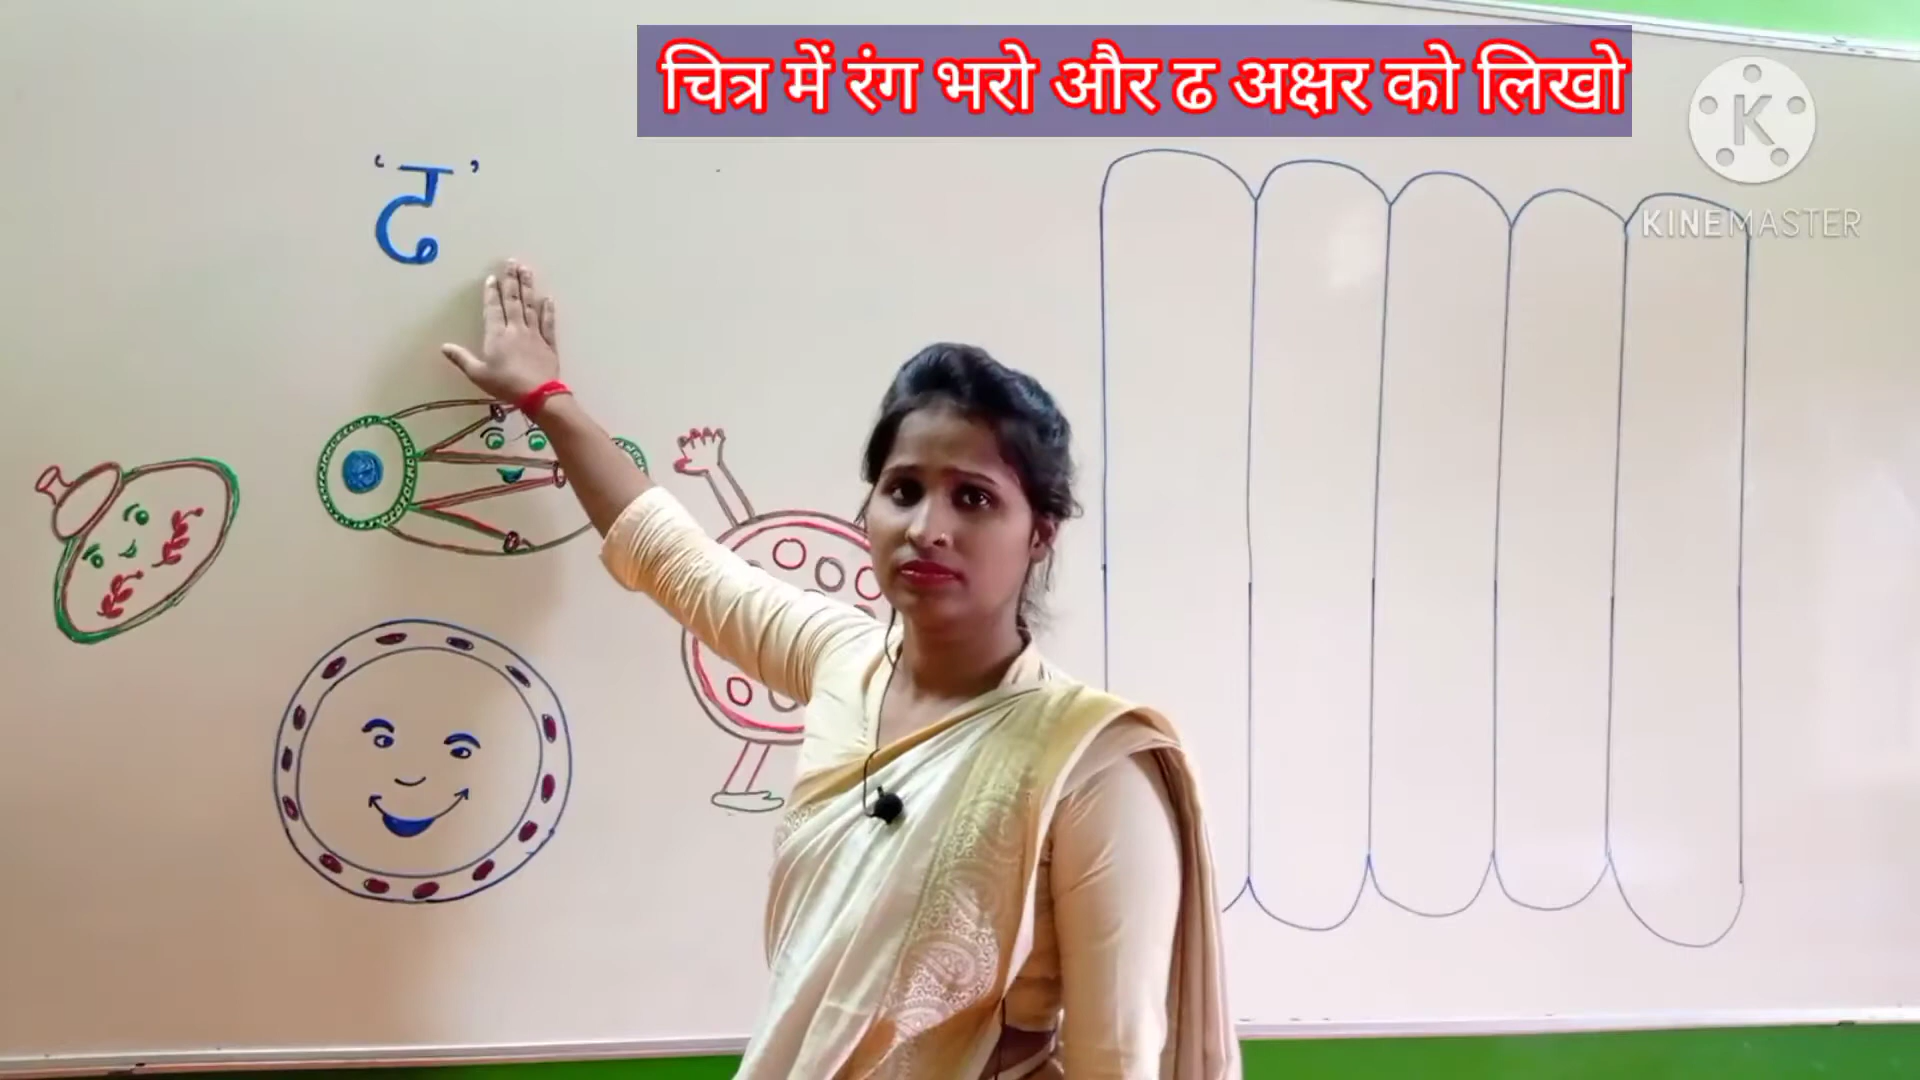 चित्र में रंग भरो और ढ अक्षर को लिखो
K
KINEMASTER
'ढ'